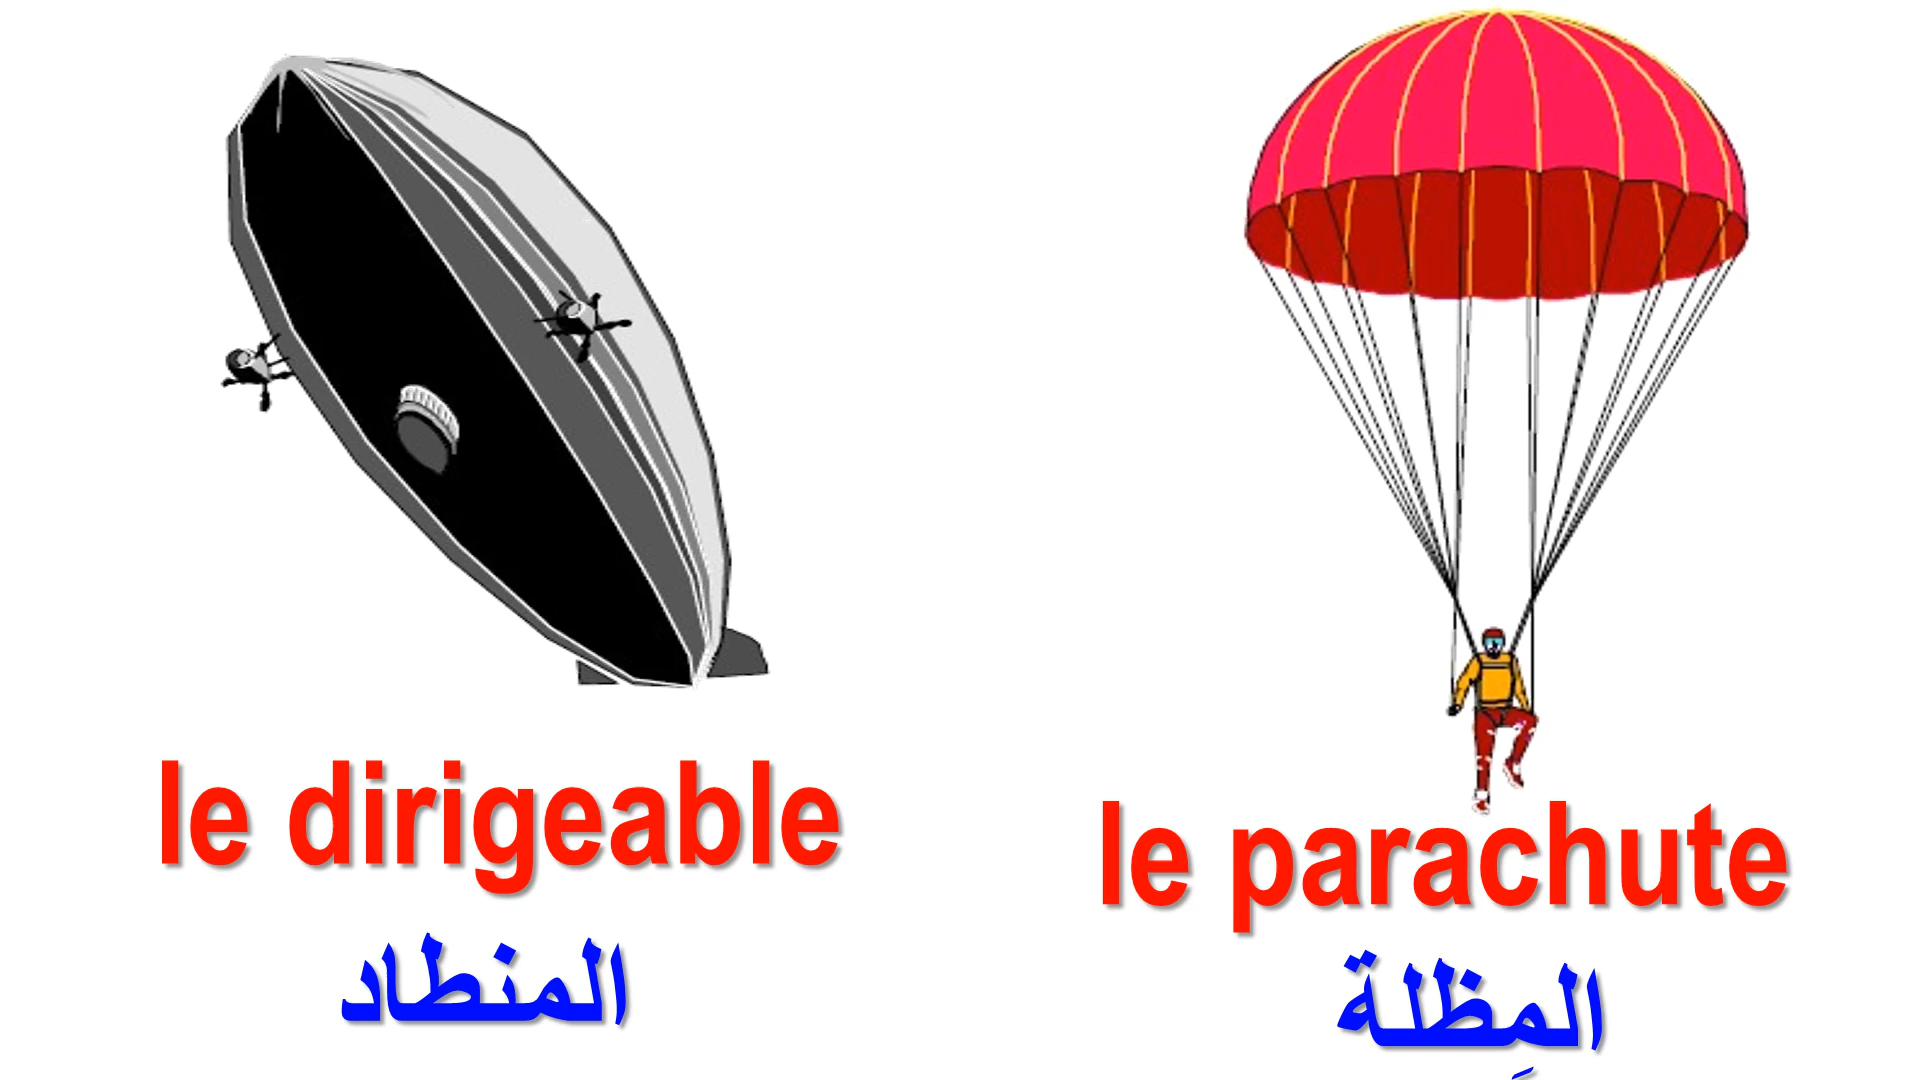 le dirigeable
المنطاد
le parachute
المِظلة